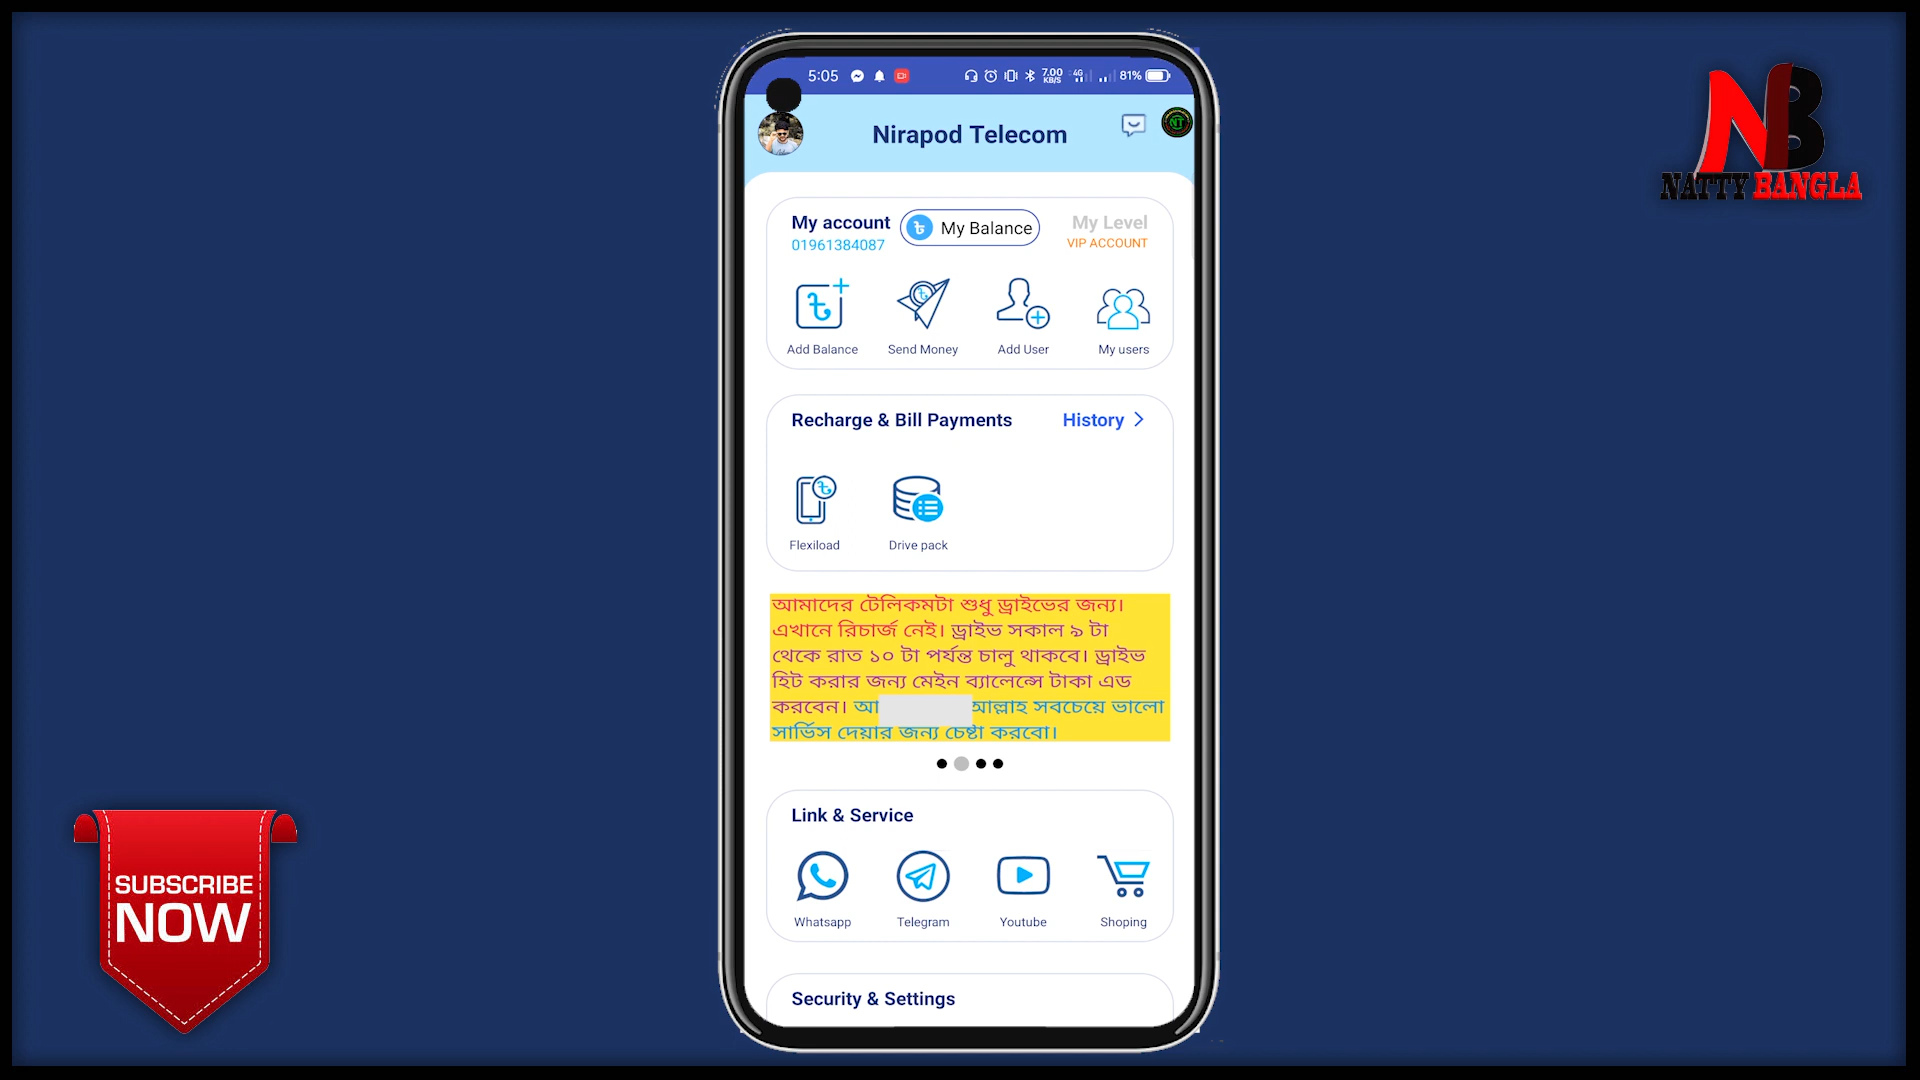 5:05
7.00 KB/S
4G
81%
Nirapod Telecom
NT
NB
NATTY BANGLA
My account
My Balance
My Level
01961384087
VIP ACCOUNT
Add Balance
Send Money
Add User
My users
Recharge & Bill Payments
History
Flexiload
Drive pack
আমাদের টেলিকমটা শুধু ড্রাইভের জন্য।
এখানে রিচার্জ নেই। ড্রাইভ সকাল ৯ টা
থেকে রাত ১০ টা পর্যন্ত চালু থাকবে। ড্রাইভ
হিট করার জন্য মেইন ব্যালেন্সে টাকা এড
করবেন। আল্লাহ সবচেয়ে ভালো
সার্ভিস দেয়ার জন্য চেষ্টা করবো।
Link & Service
Whatsapp
Telegram
Youtube
Shoping
Security & Settings
SUBSCRIBE
NOW